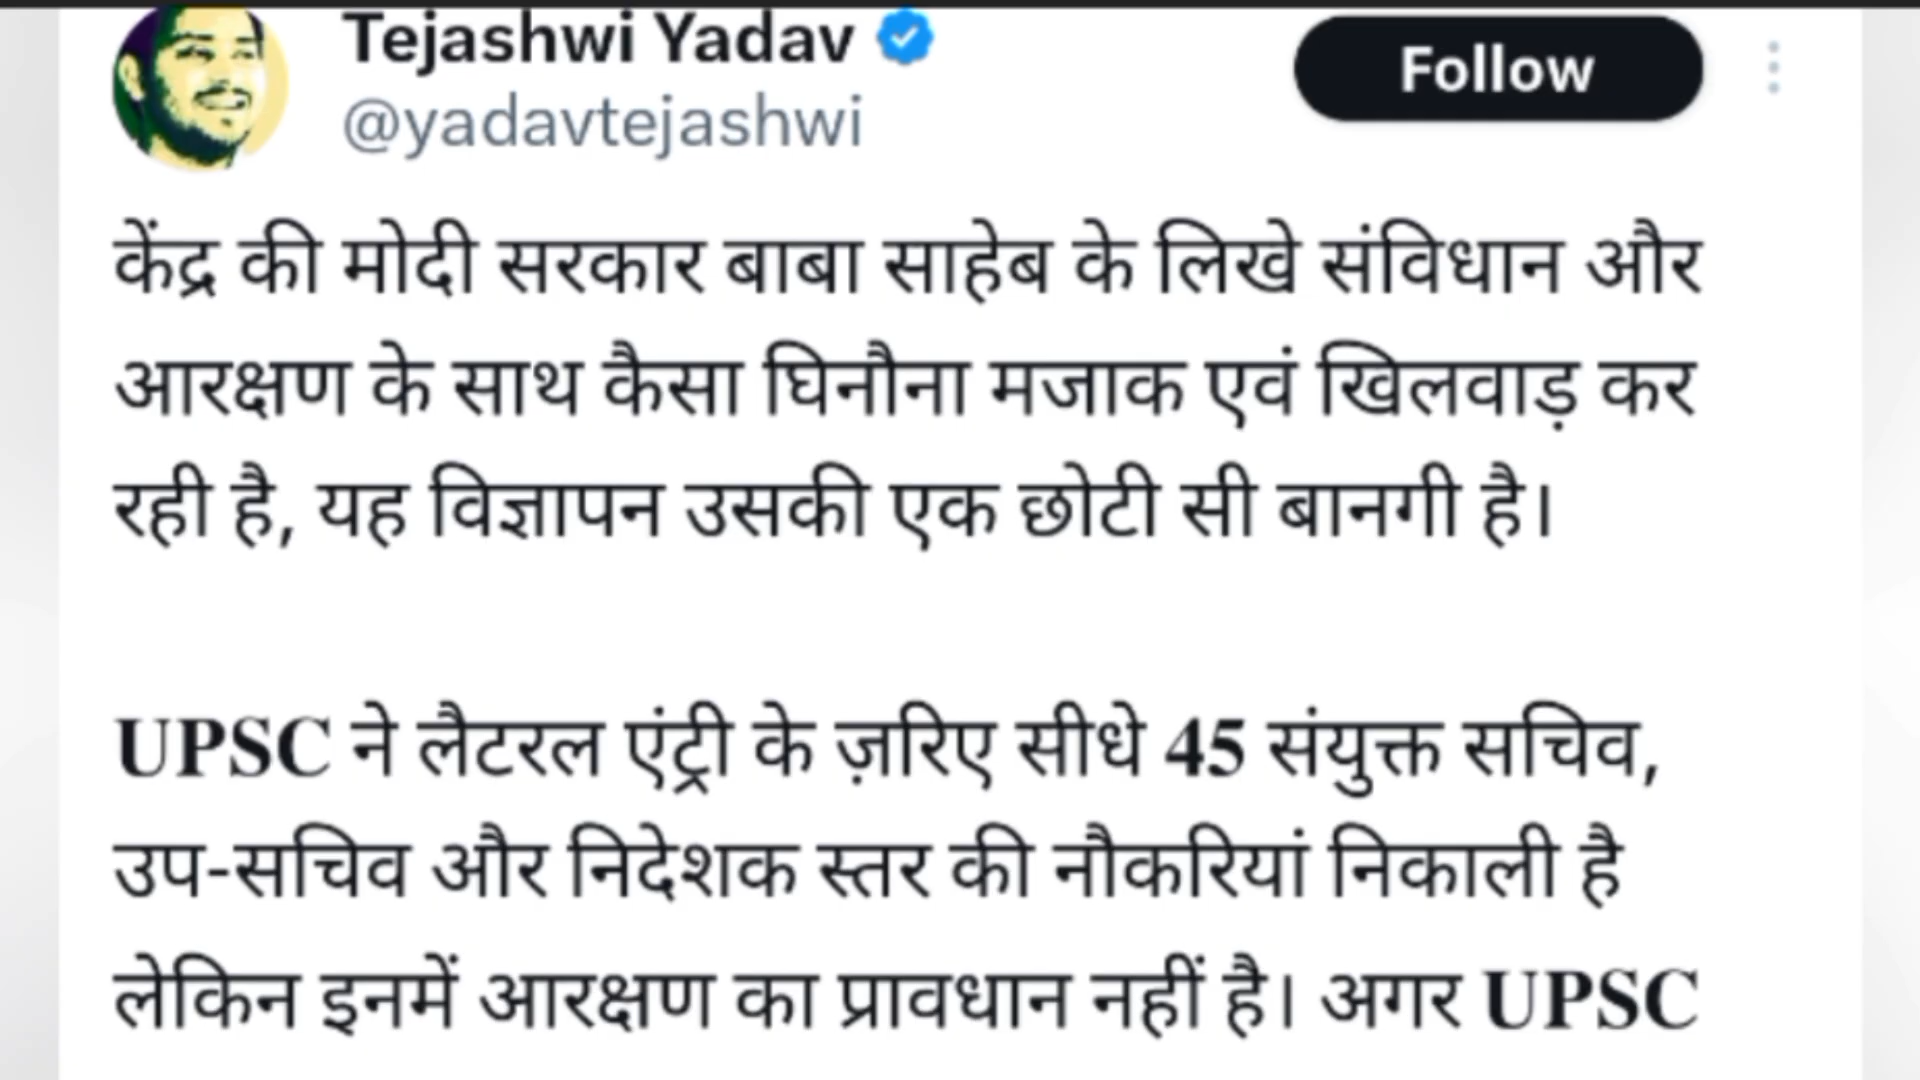 Tejashwi Yadav
Follow
@yadavtejashwi
केंद्र की मोदी सरकार बाबा साहेब के लिखे संविधान और
आरक्षण के साथ कैसा घिनौना मजाक एवं खिलवाड़ कर
रही है, यह विज्ञापन उसकी एक छोटी सी बानगी है।
UPSC ने लैटरल एंट्री के ज़रिए सीधे 45 संयुक्त सचिव,
उप-सचिव और निदेशक स्तर की नौकरियां निकाली है
लेकिन इनमें आरक्षण का प्रावधान नहीं है। अगर UPSC